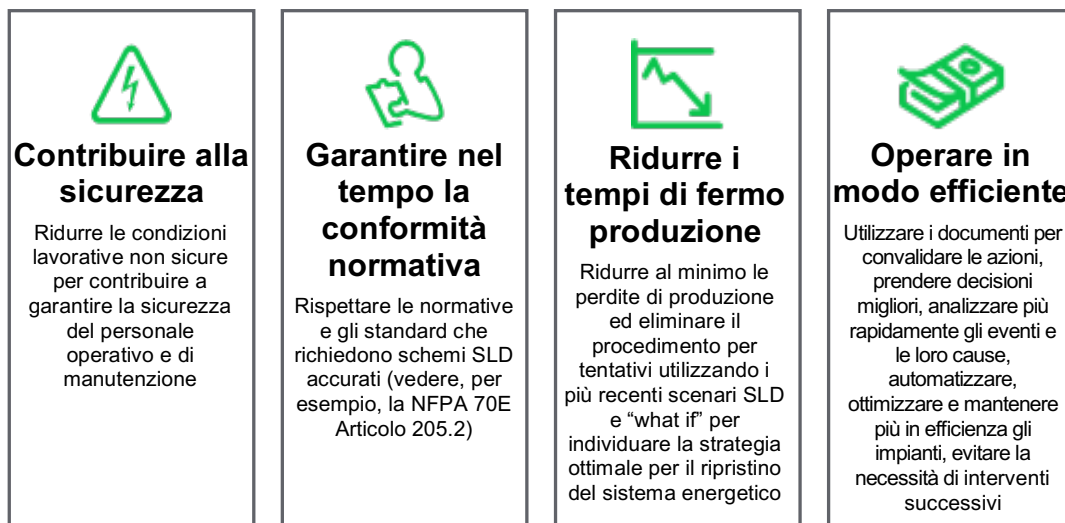 Contribuire alla
sicurezza
Ridurre le condizioni
lavorative non sicure
per contribuire a
garantire la sicurezza
del personale
operativo e di
manutenzione
Garantire nel
tempo la
conformità
normativa
Rispettare le normative
e gli standard che
richiedono schemi SLD
accurati (vedere, per
esempio, la NFPA 70E
Articolo 205.2)
Ridurre i
tempi di fermo
produzione
Ridurre al minimo le
perdite di produzione
ed eliminare il
procedimento per
tentativi utilizzando i
più recenti scenari SLD
e “what if” per
individuare la strategia
ottimale per il ripristino
del sistema energetico
Operare in
modo efficiente
Utilizzare i documenti per
convalidare le azioni,
prendere decisioni
migliori, analizzare più
rapidamente gli eventi e
le loro cause,
automatizzare,
ottimizzare e mantenere
più in efficienza gli
impianti, evitare la
necessità di interventi
successivi